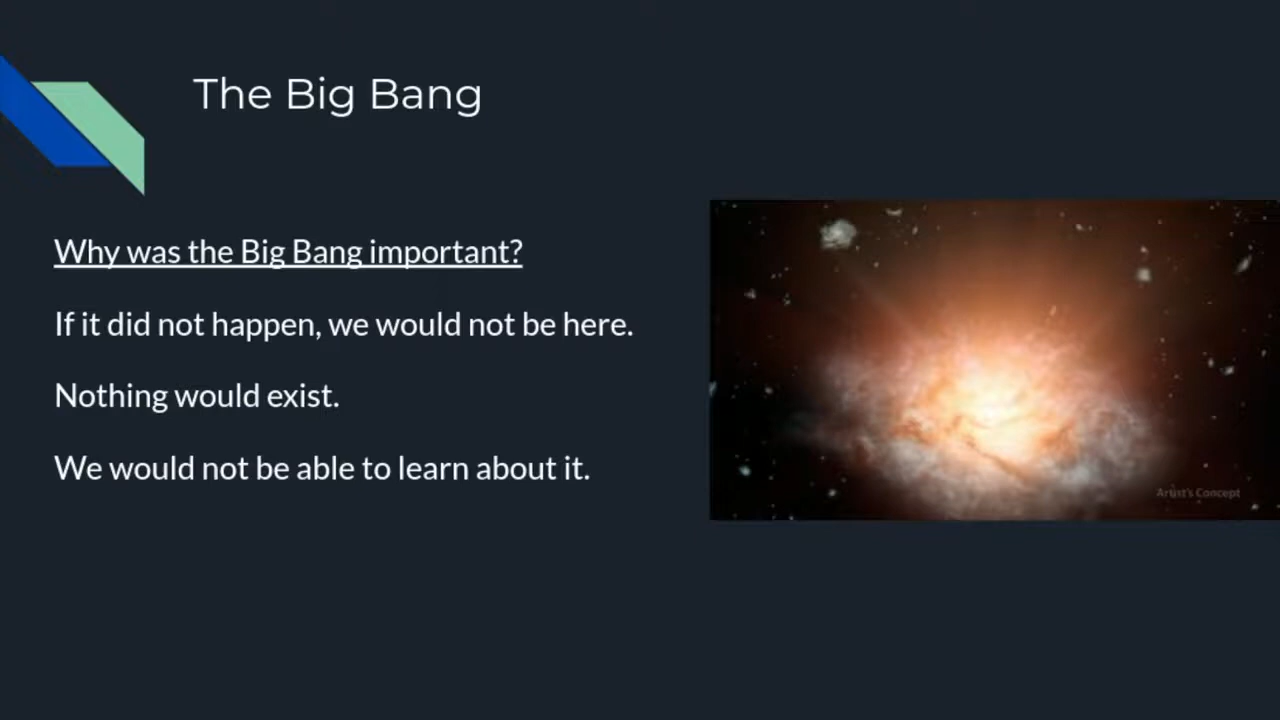 The Big Bang
Why was the Big Bang important?
If it did not happen, we would not be here.
Nothing would exist.
We would not be able to learn about it.
Artist's Concept